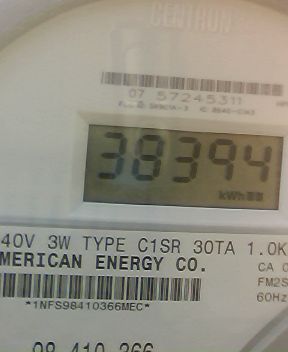 CENTRON
07 57245311
38394
kWh
40V 3W TYPE C1SR 30TA 1.0K
MERICAN ENERGY CO.
CA 0
FM2S
60Hz
*1NFS98410366MEC*
98 410 366